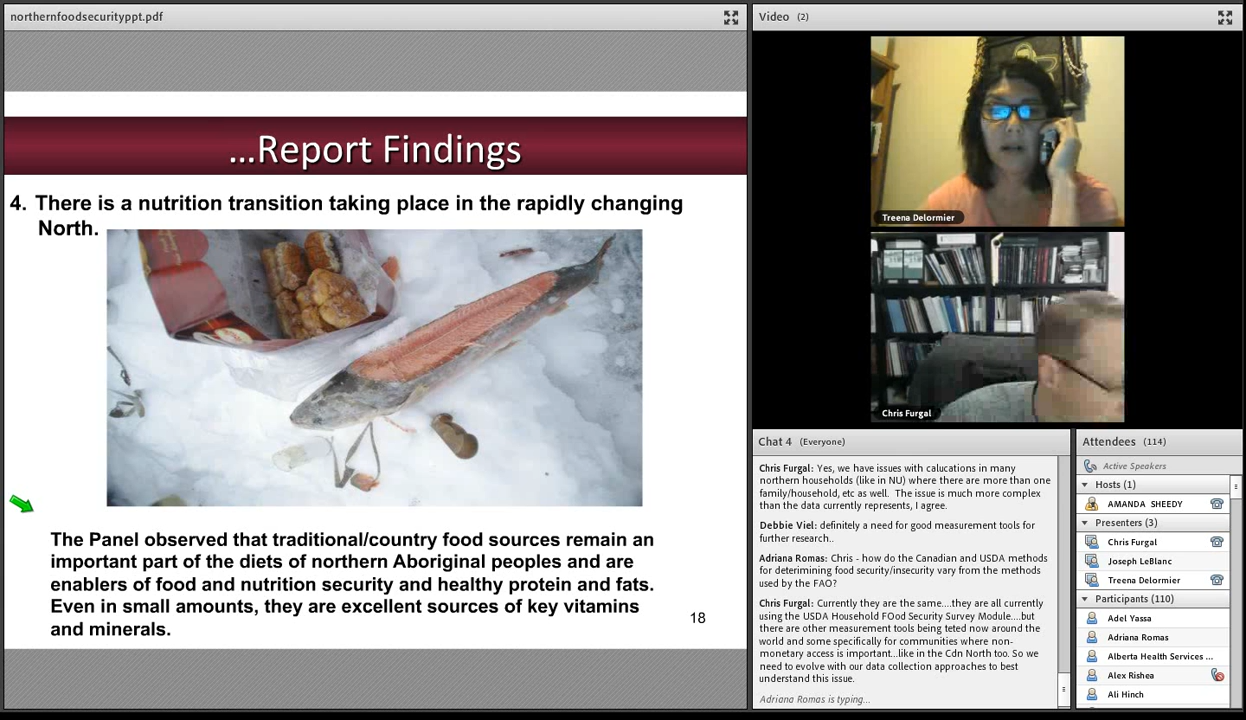 northernfoodsecurityppt.pdf
...Report Findings
4. There is a nutrition transition taking place in the rapidly changing
North.
The Panel observed that traditional/country food sources remain an
important part of the diets of northern Aboriginal peoples and are
enablers of food and nutrition security and healthy protein and fats.
Even in small amounts, they are excellent sources of key vitamins
and minerals.
18
Video (2)
Treena Delormier
Chris Furgal
Chat 4 (Everyone)
Chris Furgal: Yes, we have issues with calucations in many
northern households (like in NU) where there are more than one
family/household, etc as well. The issue is much more complex
than the data currently represents, I agree.
Debbie Viel: definitely a need for good measurement tools for
further research..
Adriana Romas: Chris - how do the Canadian and USDA methods
for deterimining food security/insecurity vary from the methods
used by the FAO?
Chris Furgal: Currently they are the same....they are all currently
using the USDA Household FOod Security Survey Module....but
there are other measurement tools being teted now around the
world and some specifically for communities where non-
monetary access is important...like in the Cdn North too. So we
need to evolve with our data collection approaches to best
understand this issue.
Adriana Romas is typing...
Attendees (114)
Active Speakers
Hosts (1)
AMANDA SHEEDY
Presenters (3)
Chris Furgal
Joseph LeBlanc
Treena Delormier
Participants (110)
Adel Yassa
Adriana Romas
Alberta Health Services ...
Alex Rishea
Ali Hinch